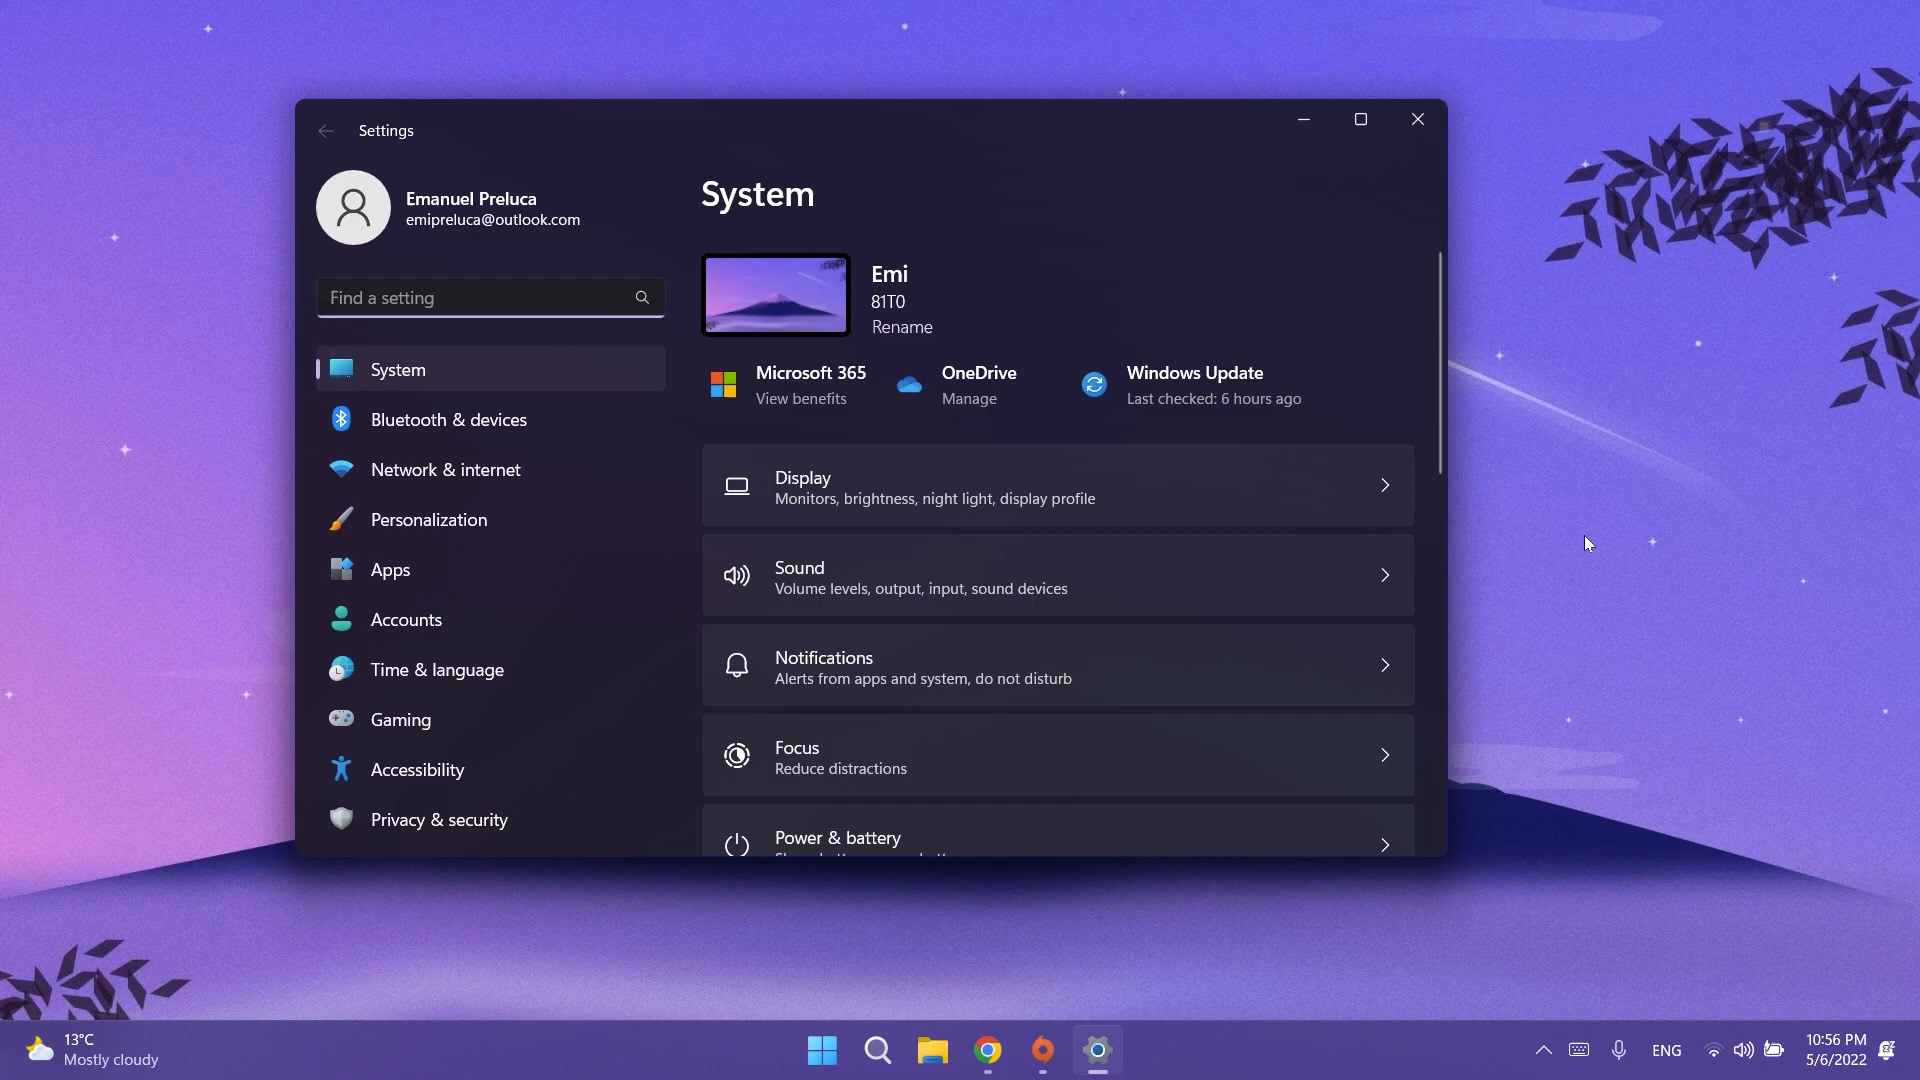 Settings
Emanuel Preluca
emipreluca@outlook.com
Find a setting
System
Bluetooth & devices
Network & internet
Personalization
Apps
Accounts
Time & language
Gaming
Accessibility
Privacy & security
System
Emi
81T0
Rename
Microsoft 365
View benefits
OneDrive
Manage
Windows Update
Last checked: 6 hours ago
Display
Monitors, brightness, night light, display profile
Sound
Volume levels, output, input, sound devices
Notifications
Alerts from apps and system, do not disturb
Focus
Reduce distractions
Power & battery
13°C
Mostly cloudy
ENG
10:56 PM
5/6/2022